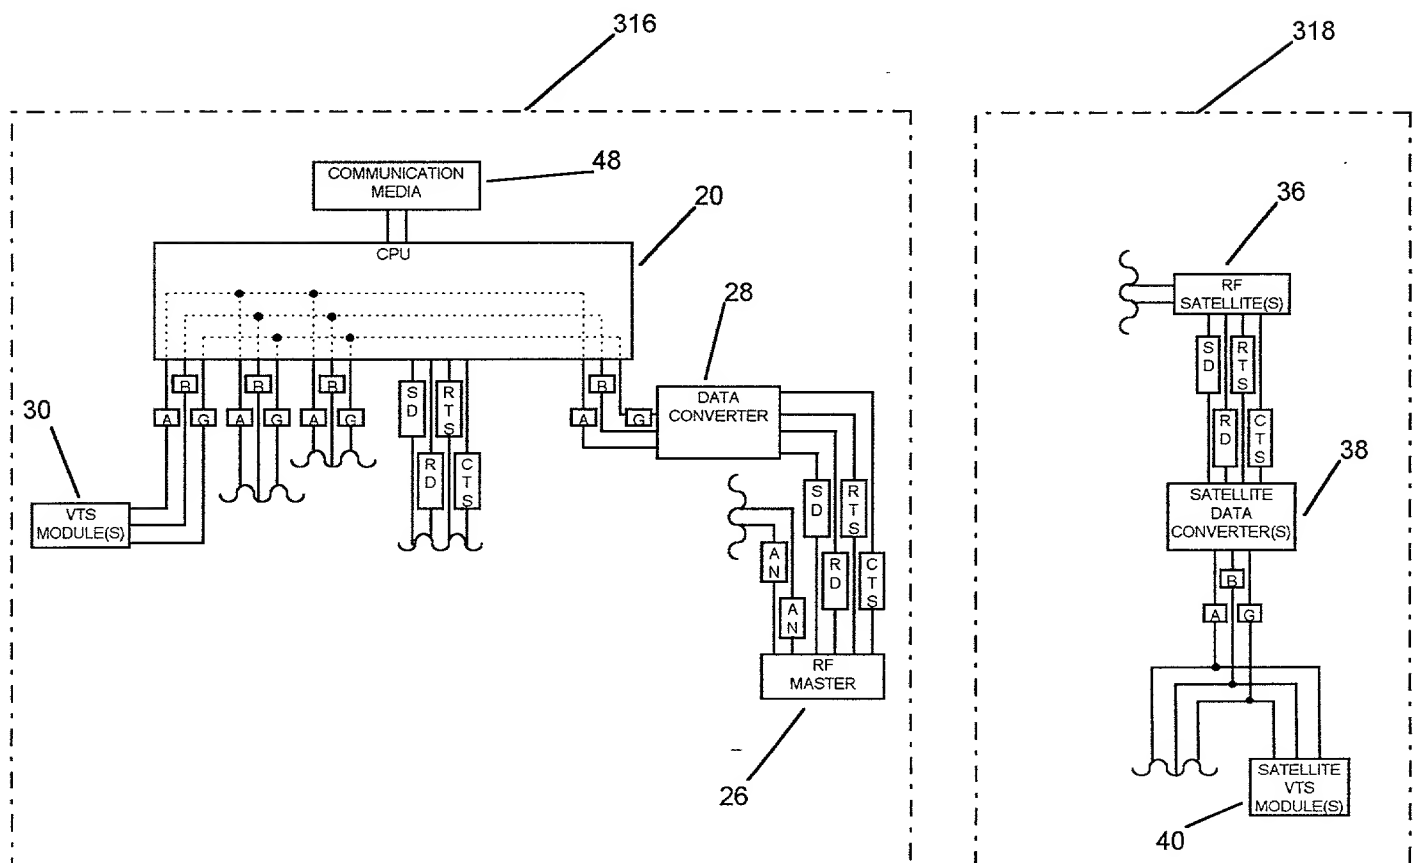 316
318
COMMUNICATION
MEDIA
48
20
36
CPU
28
RF
SATELLITE(S)
SD
RTS
RD
CTS
30
B
B
B
A
G
A
G
A
G
SD
RTS
RD
CTS
B
A
G
DATA
CONVERTER
38
VTS
MODULE(S)
SD
RTS
RD
CTS
AN
AN
SATELLITE
DATA
CONVERTER(S)
B
A
G
RF
MASTER
26
SATELLITE
VTS
MODULE(S)
40